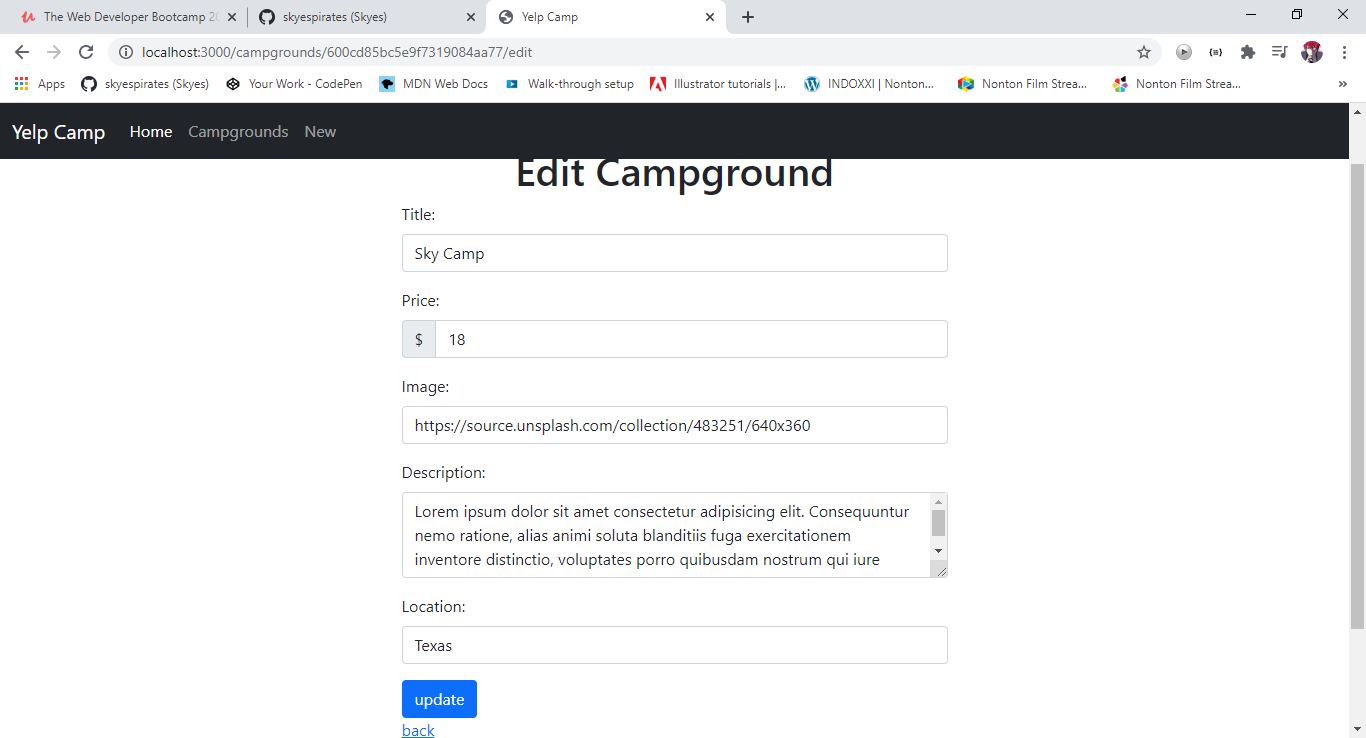 The Web Developer Bootcamp 20
skyespirates (Skyes)
Yelp Camp
localhost:3000/campgrounds/600cd85bc5e9f7319084aa77/edit
Apps
skyespirates (Skyes)
Your Work - CodePen
MDN Web Docs
Walk-through setup
Illustrator tutorials |...
INDOXXI | Nonton...
Nonton Film Strea...
Nonton Film Strea...
»
Yelp Camp
Home
Campgrounds
New
Edit Campground
Title:
Sky Camp
Price:
$ 18
Image:
https://source.unsplash.com/collection/483251/640x360
Description:
Lorem ipsum dolor sit amet consectetur adipisicing elit. Consequuntur
nemo ratione, alias animi soluta blanditiis fuga exercitationem
inventore distinctio, voluptates porro quibusdam nostrum qui iure
Location:
Texas
update
back